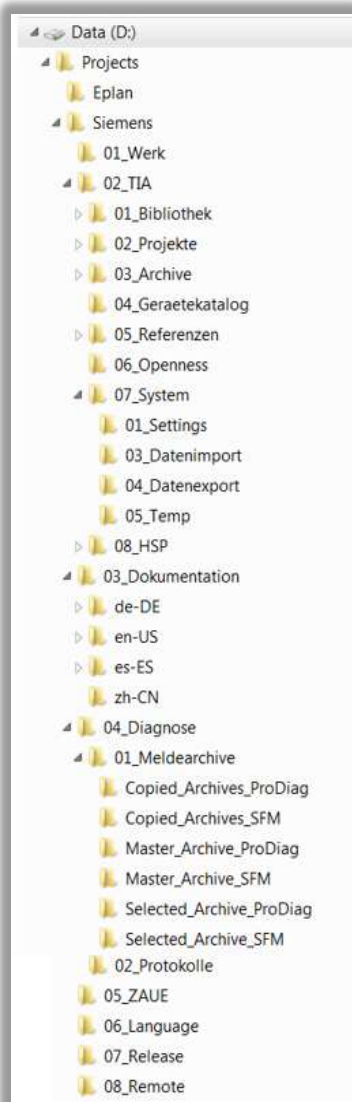 Data (D:)
Projects
Eplan
Siemens
01_Werk
02_TIA
01_Bibliothek
02_Projekte
03_Archive
04_Geraetekatalog
05_Referenzen
06_Openness
07_System
01_Settings
03_Datenimport
04_Datenexport
05_Temp
08_HSP
03_Dokumentation
de-DE
en-US
es-ES
zh-CN
04_Diagnose
01_Meldearchive
Copied_Archives_ProDiag
Copied_Archives_SFM
Master_Archive_ProDiag
Master_Archive_SFM
Selected_Archive_ProDiag
Selected_Archive_SFM
02_Protokolle
05_ZAUE
06_Language
07_Release
08_Remote